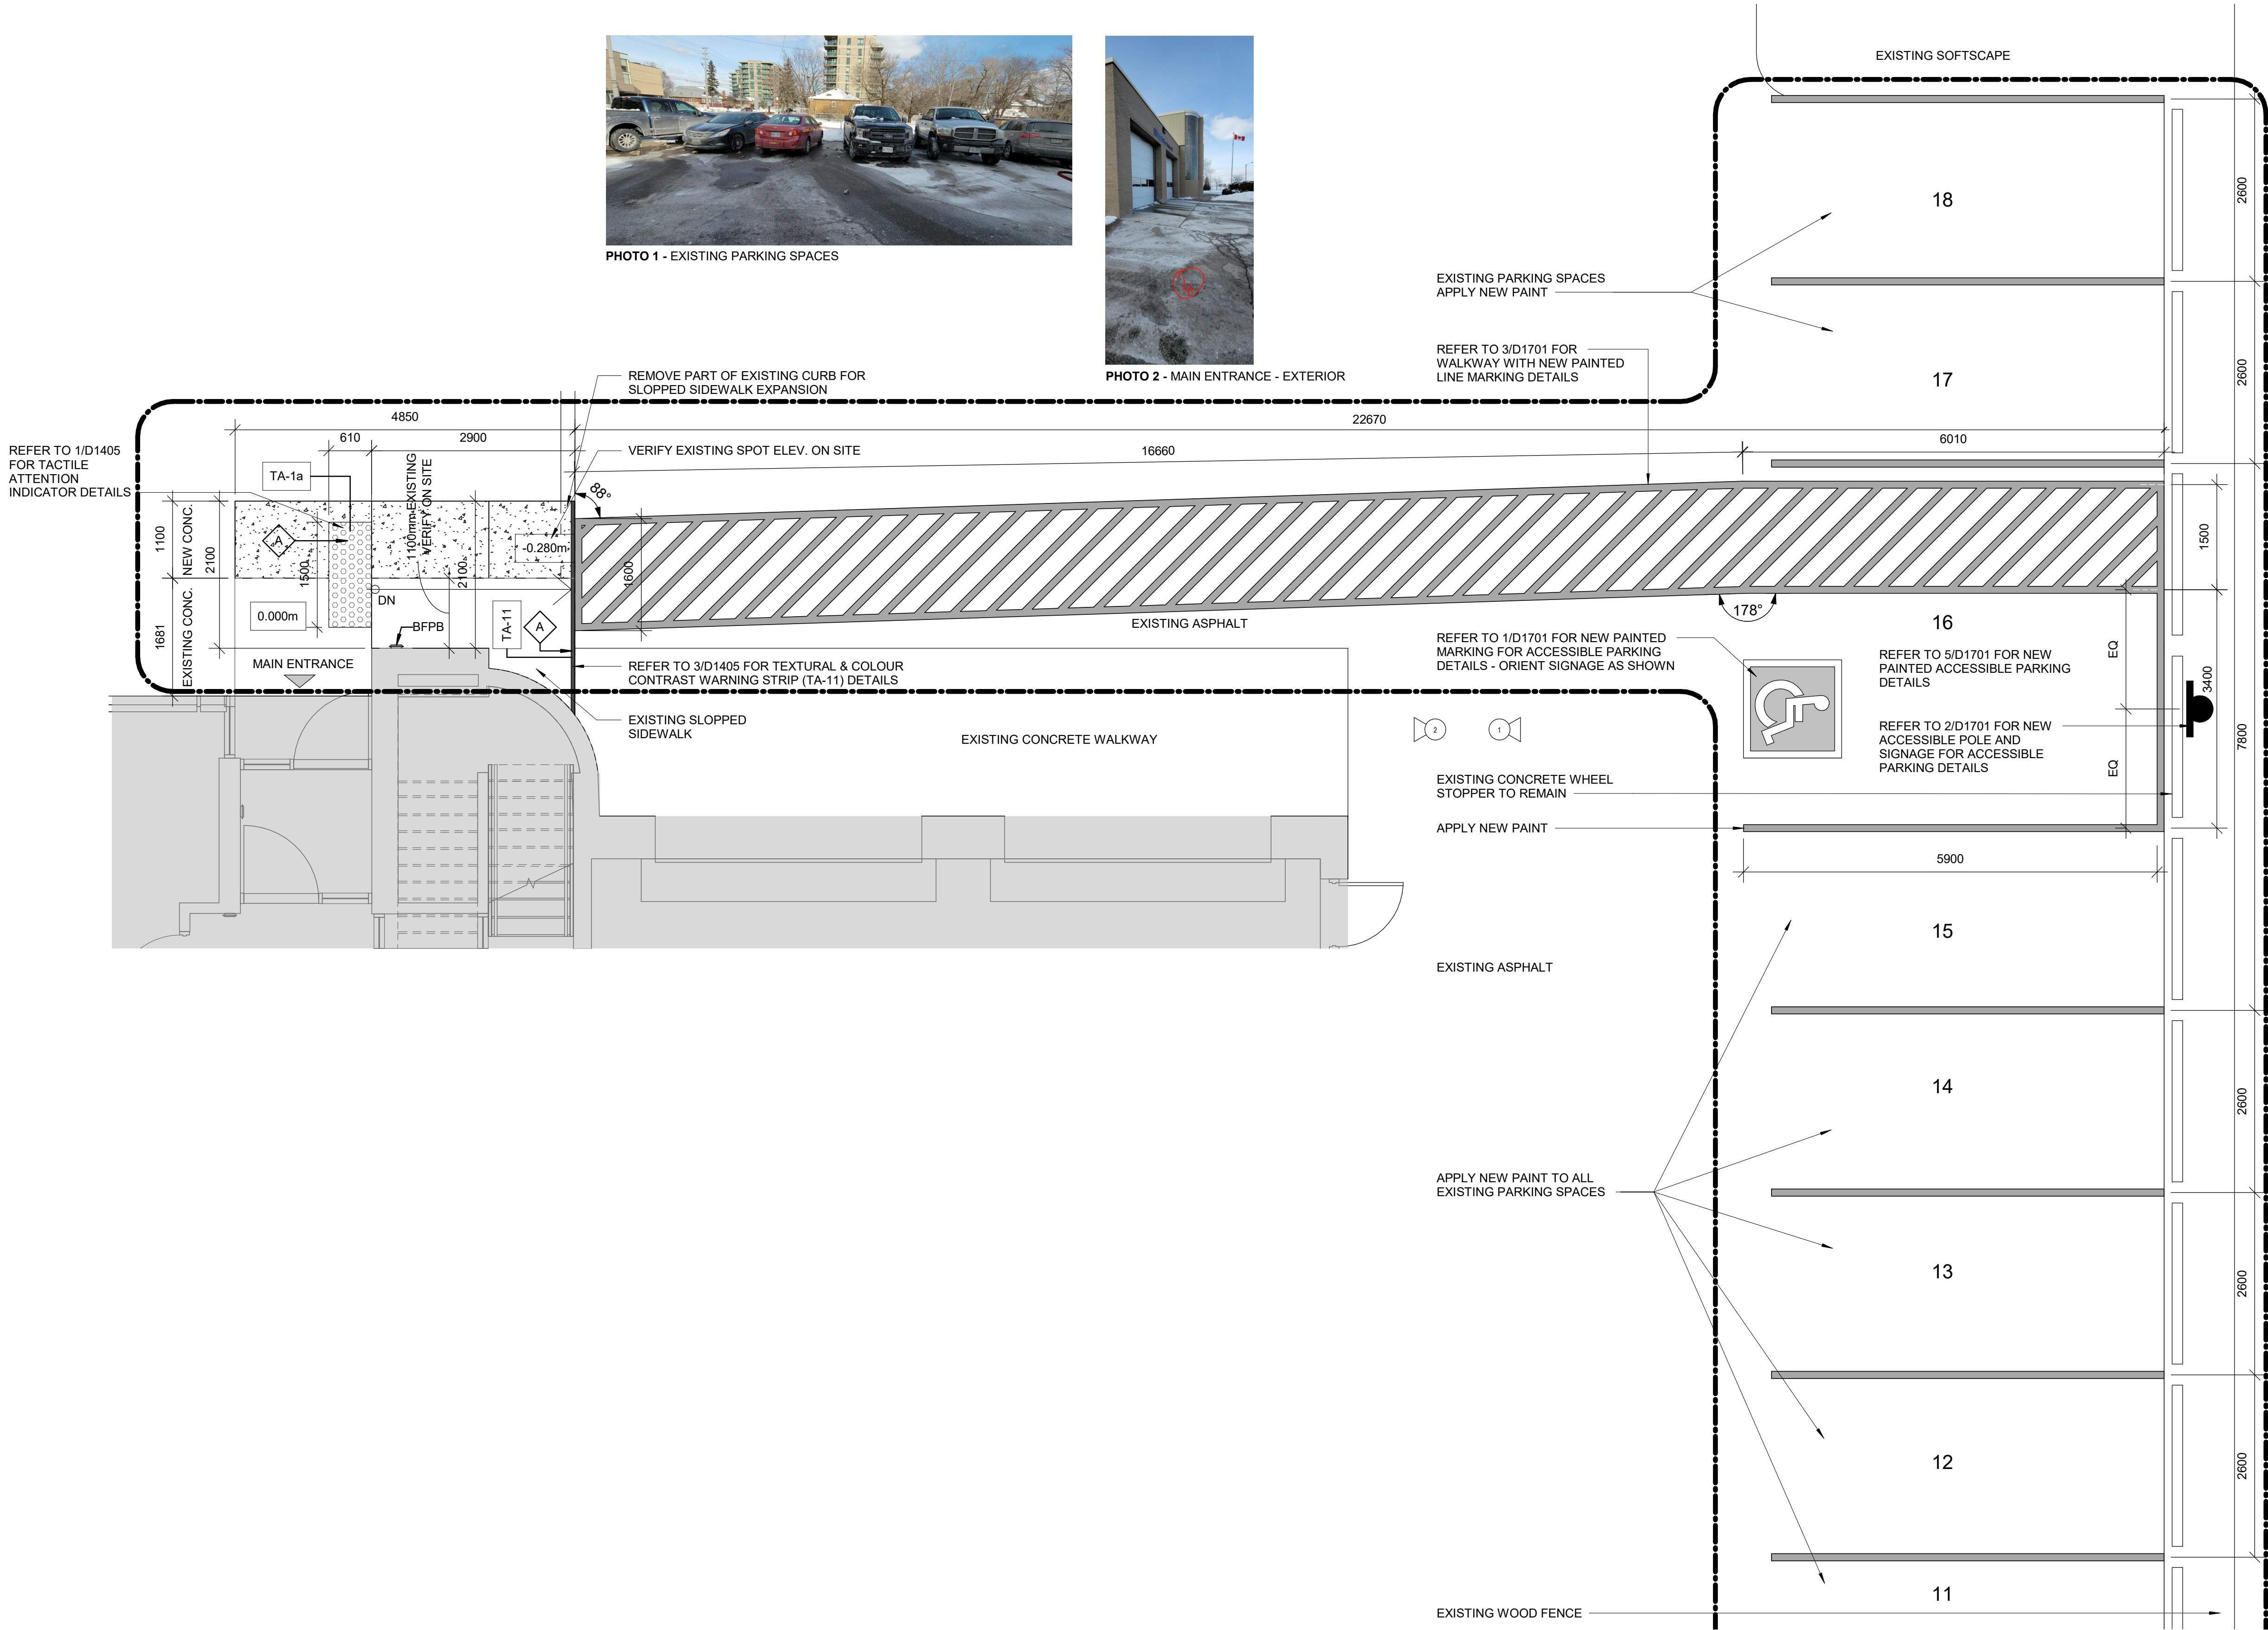 EXISTING SOFTSCAPE
PHOTO 1 - EXISTING PARKING SPACES
PHOTO 2 - MAIN ENTRANCE - EXTERIOR
18
2600
EXISTING PARKING SPACES
APPLY NEW PAINT
REFER TO 3/D1701 FOR
WALKWAY WITH NEW PAINTED
LINE MARKING DETAILS
17
2600
REMOVE PART OF EXISTING CURB FOR
SLOPPED SIDEWALK EXPANSION
4850
22670
610
2900
VERIFY EXISTING SPOT ELEV. ON SITE
16660
6010
REFER TO 1/D1405
FOR TACTILE
ATTENTION
INDICATOR DETAILS
TA-1a
1100mm EXISTING
VERIFY ON SITE
88°
A
-0.280m
1100
NEW CONC.
2100
1500
2100
1600
1500
DN
0.000m
BFPB
TA-11
A
1681
EXISTING CONC.
MAIN ENTRANCE
EXISTING ASPHALT
178°
16
REFER TO 3/D1405 FOR TEXTURAL & COLOUR
CONTRAST WARNING STRIP (TA-11) DETAILS
REFER TO 1/D1701 FOR NEW PAINTED
MARKING FOR ACCESSIBLE PARKING
DETAILS - ORIENT SIGNAGE AS SHOWN
REFER TO 5/D1701 FOR NEW
PAINTED ACCESSIBLE PARKING
DETAILS
EQ
3400
7800
EXISTING SLOPPED
SIDEWALK
EXISTING CONCRETE WALKWAY
2
1
REFER TO 2/D1701 FOR NEW
ACCESSIBLE POLE AND
SIGNAGE FOR ACCESSIBLE
PARKING DETAILS
EQ
EXISTING CONCRETE WHEEL
STOPPER TO REMAIN
APPLY NEW PAINT
5900
15
EXISTING ASPHALT
14
2600
APPLY NEW PAINT TO ALL
EXISTING PARKING SPACES
13
2600
12
2600
11
EXISTING WOOD FENCE